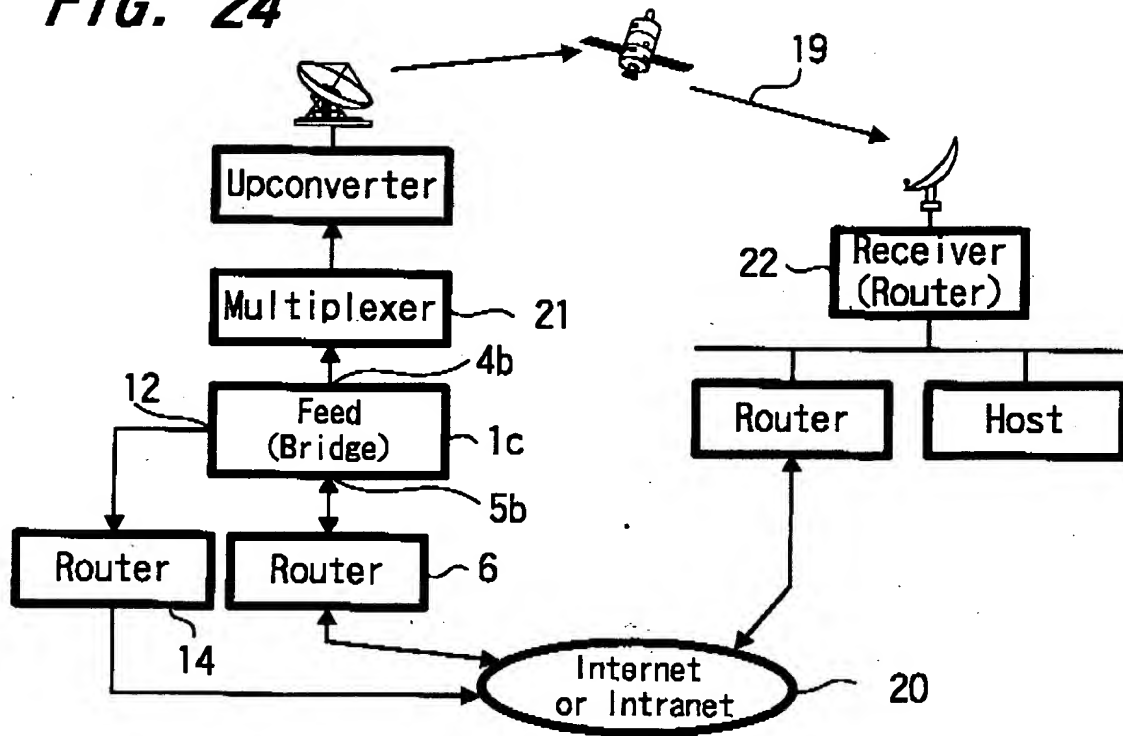 FIG. 24
19
Upconverter
22
Receiver
(Router)
Multiplexer
21
4b
12
Feed
(Bridge)
1c
Router
Host
5b
Router
Router
6
14
Internet
or Intranet
20